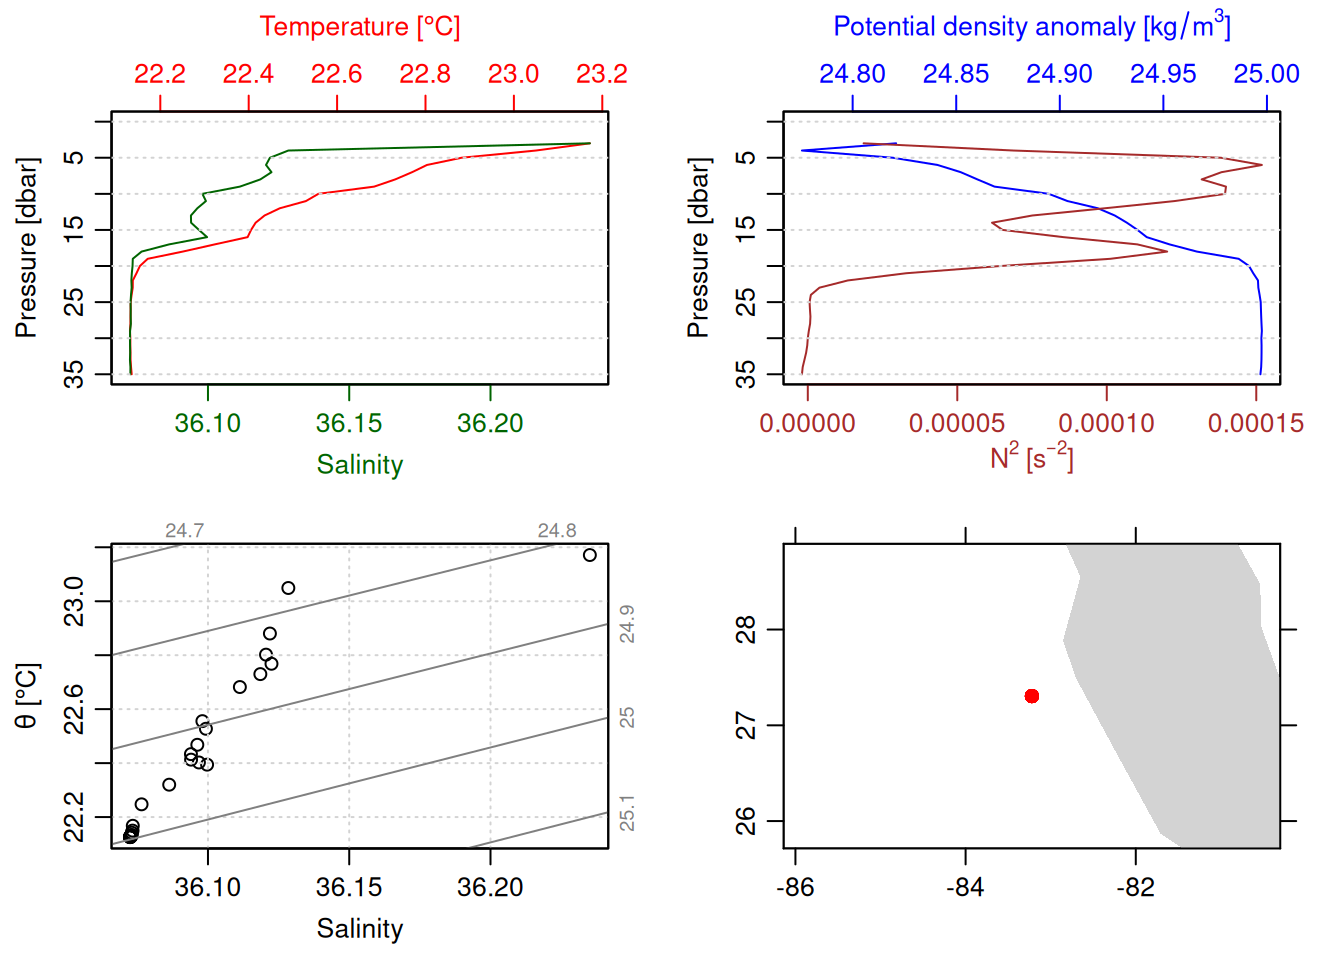 Temperature [°C]
22.2 22.4 22.6 22.8 23.0 23.2
Pressure [dbar]
5
15
25
35
36.10 36.15 36.20
Salinity
Potential density anomaly [kg/m³]
24.80 24.85 24.90 24.95 25.00
Pressure [dbar]
5
15
25
35
0.00000 0.00005 0.00010 0.00015
N² [s⁻²]
24.7 24.8
θ [°C]
23.0
22.6
22.2
24.9
25
25.1
36.10 36.15 36.20
Salinity
28
27
26
-86 -84 -82